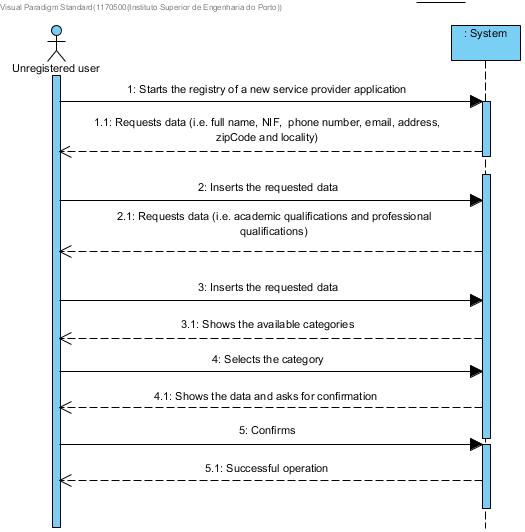 Visual Paradigm Standard(1170500(Instituto Superior de Engenharia do Porto))
: System
Unregistered user
1: Starts the registry of a new service provider application
1.1: Requests data (i.e. full name, NIF, phone number, email, address,
zipCode and locality)
2: Inserts the requested data
2.1: Requests data (i.e. academic qualifications and professional
qualifications)
3: Inserts the requested data
3.1: Shows the available categories
4: Selects the category
4.1: Shows the data and asks for confirmation
5: Confirms
5.1: Successful operation